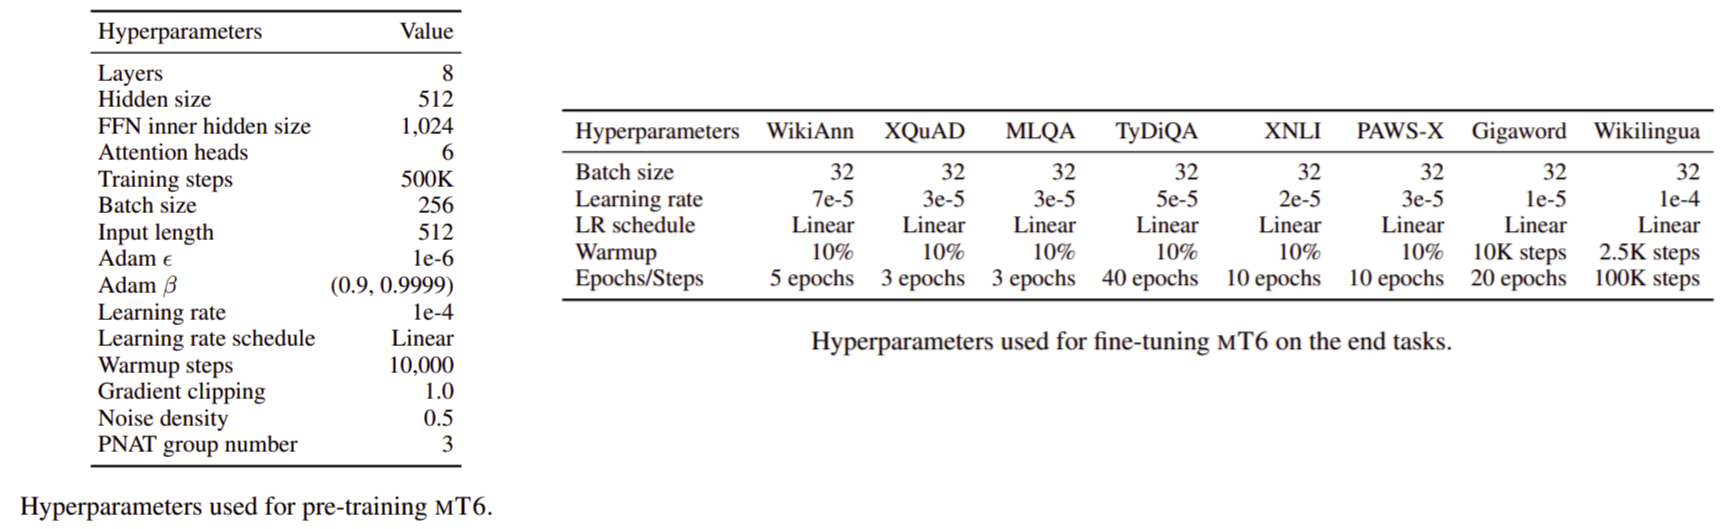 Hyperparameters Value
Layers 8
Hidden size 512
FFN inner hidden size 1,024
Attention heads 6
Training steps 500K
Batch size 256
Input length 512
Adam ϵ 1e-6
Adam β (0.9, 0.9999)
Learning rate 1e-4
Learning rate schedule Linear
Warmup steps 10,000
Gradient clipping 1.0
Noise density 0.5
PNAT group number 3
Hyperparameters used for pre-training MT6.
Hyperparameters WikiAnn XQuAD MLQA TyDiQA XNLI PAWS-X Gigaword Wikilingua
Batch size 32 32 32 32 32 32 32 32
Learning rate 7e-5 3e-5 3e-5 5e-5 2e-5 3e-5 1e-5 1e-4
LR schedule Linear Linear Linear Linear Linear Linear Linear Linear
Warmup 10% 10% 10% 10% 10% 10% 10K steps 2.5K steps
Epochs/Steps 5 epochs 3 epochs 3 epochs 40 epochs 10 epochs 10 epochs 20 epochs 100K steps
Hyperparameters used for fine-tuning MT6 on the end tasks.